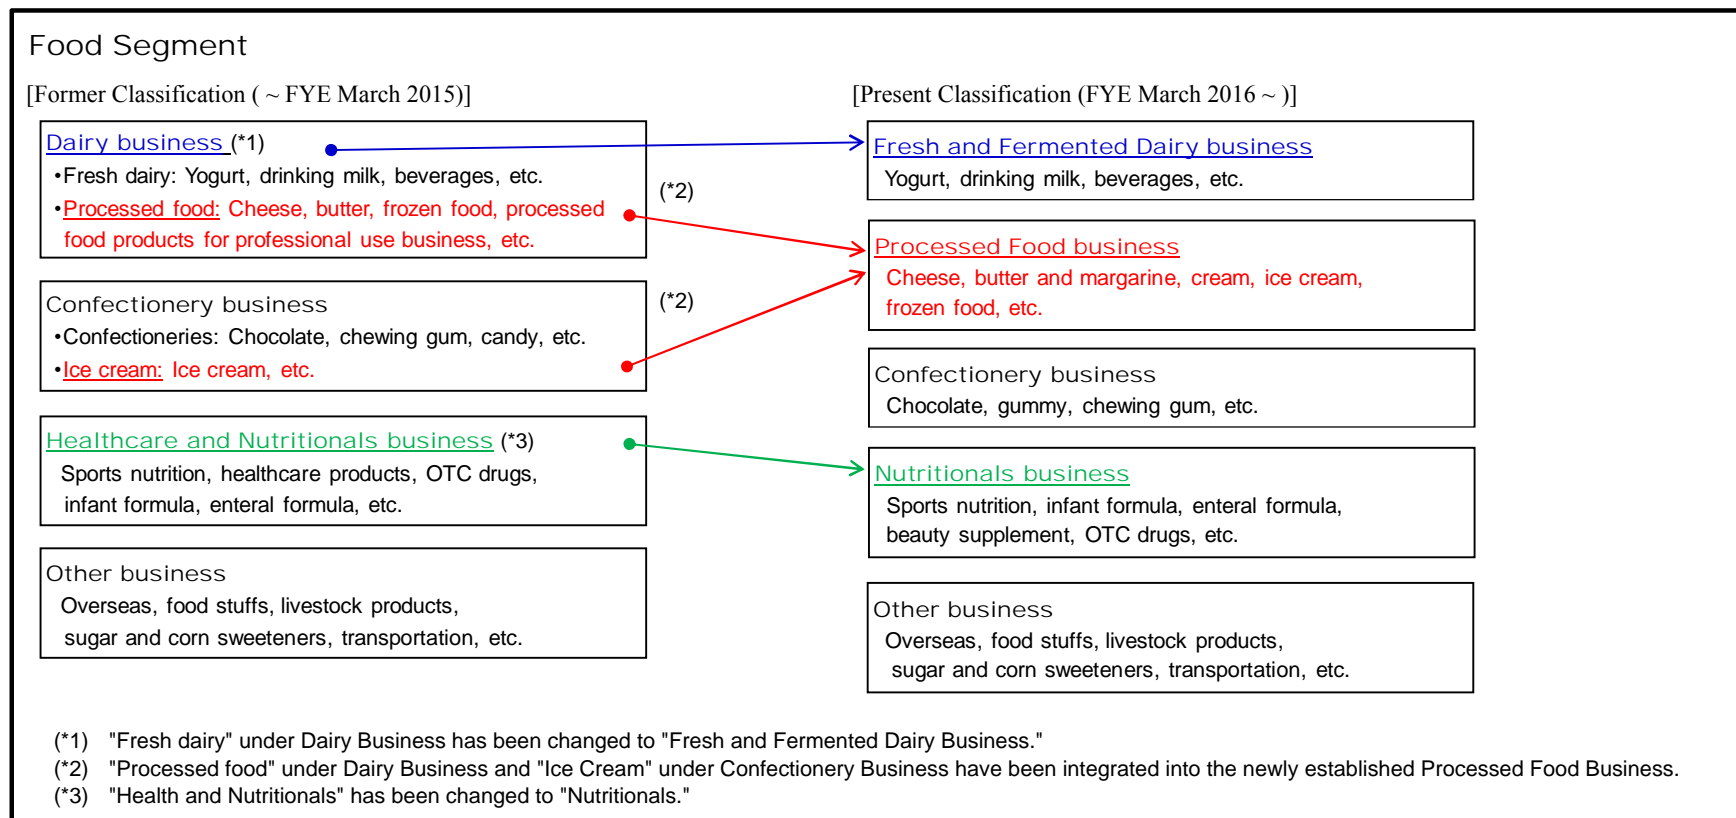 Food Segment
[Former Classification ( ~ FYE March 2015)]
Dairy business (*1)
•Fresh dairy: Yogurt, drinking milk, beverages, etc.
•Processed food: Cheese, butter, frozen food, processed
food products for professional use business, etc.
(*2)
Confectionery business
•Confectioneries: Chocolate, chewing gum, candy, etc.
•Ice cream: Ice cream, etc.
(*2)
Healthcare and Nutritionals business (*3)
Sports nutrition, healthcare products, OTC drugs,
infant formula, enteral formula, etc.
Other business
Overseas, food stuffs, livestock products,
sugar and corn sweeteners, transportation, etc.
[Present Classification (FYE March 2016 ~ )]
Fresh and Fermented Dairy business
Yogurt, drinking milk, beverages, etc.
Processed Food business
Cheese, butter and margarine, cream, ice cream,
frozen food, etc.
Confectionery business
Chocolate, gummy, chewing gum, etc.
Nutritionals business
Sports nutrition, infant formula, enteral formula,
beauty supplement, OTC drugs, etc.
Other business
Overseas, food stuffs, livestock products,
sugar and corn sweeteners, transportation, etc.
(*1) "Fresh dairy" under Dairy Business has been changed to "Fresh and Fermented Dairy Business."
(*2) "Processed food" under Dairy Business and "Ice Cream" under Confectionery Business have been integrated into the newly established Processed Food Business.
(*3) "Health and Nutritionals" has been changed to "Nutritionals."